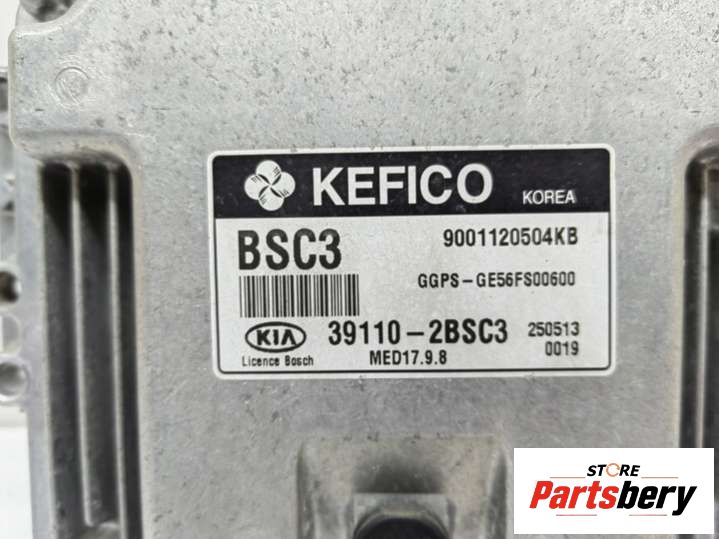 KEFICO KOREA
BSC3 9001120504KB
GGPS-GE56FS00600
KIA 39110-2BSC3 250513
Licence Bosch MED17.9.8 0019
STORE
Partsbery